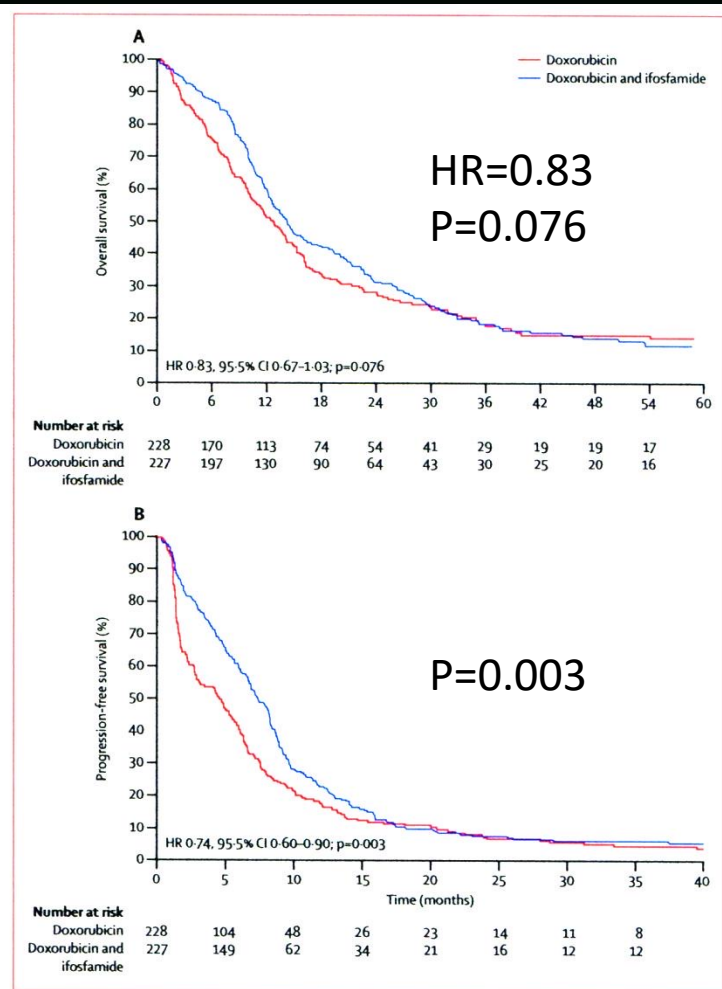 A
100
90
80
70
60
50
40
30
20
10
0
Overall survival (%)
Doxorubicin
Doxorubicin and ifosfamide
HR=0.83
P=0.076
HR 0·83, 95·5% CI 0·67–1·03; p=0·076
0 6 12 18 24 30 36 42 48 54 60
Number at risk
Doxorubicin 228 170 113 74 54 41 29 19 19 17
Doxorubicin and 227 197 130 90 64 43 30 25 20 16
ifosfamide
B
100
90
80
70
60
50
40
30
20
10
0
Progression-free survival (%)
P=0.003
HR 0·74, 95·5% CI 0·60–0·90; p=0·003
0 5 10 15 20 25 30 35 40
Time (months)
Number at risk
Doxorubicin 228 104 48 26 23 14 11 8
Doxorubicin and 227 149 62 34 21 16 12 12
ifosfamide